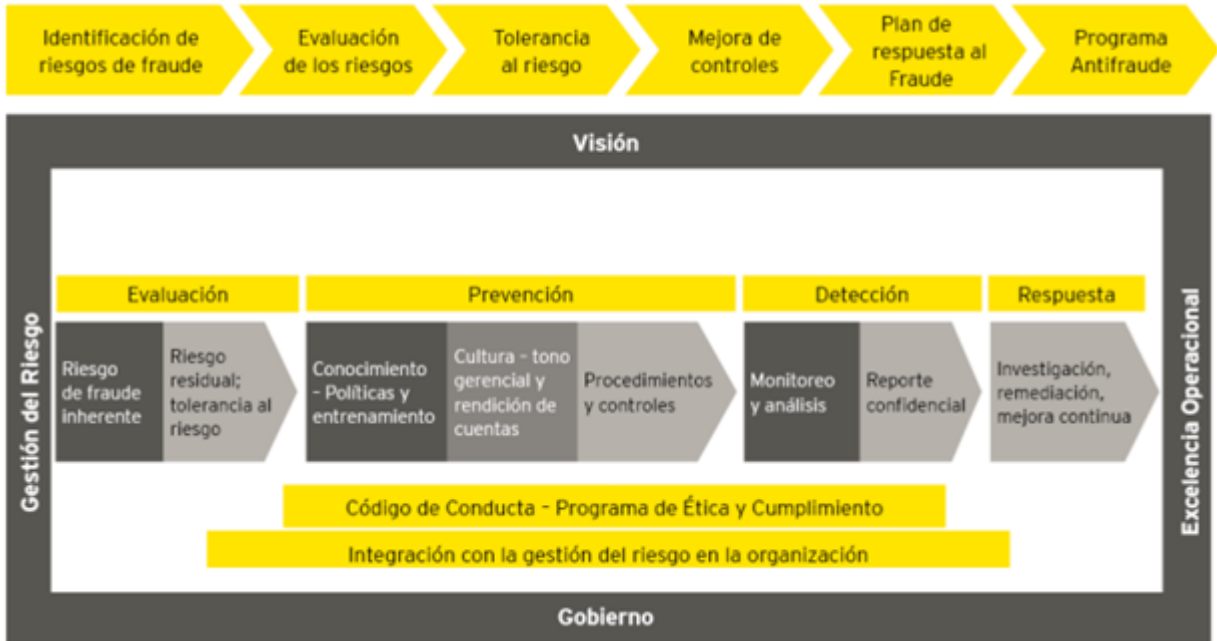 Identificación de
riesgos de fraude
Evaluación
de los riesgos
Tolerancia
al riesgo
Mejora de
controles
Plan de
respuesta al
Fraude
Programa
Antifraude
Visión
Gestión del Riesgo
Evaluación
Prevención
Detección
Respuesta
Riesgo
de fraude
inherente
Riesgo
residual;
tolerancia al
riesgo
Conocimiento
– Políticas y
entrenamiento
Cultura – tono
gerencial y
rendición de
cuentas
Procedimientos
y controles
Monitoreo
y análisis
Reporte
confidencial
Investigación,
remediación,
mejora continua
Excelencia Operacional
Código de Conducta – Programa de Ética y Cumplimiento
Integración con la gestión del riesgo en la organización
Gobierno